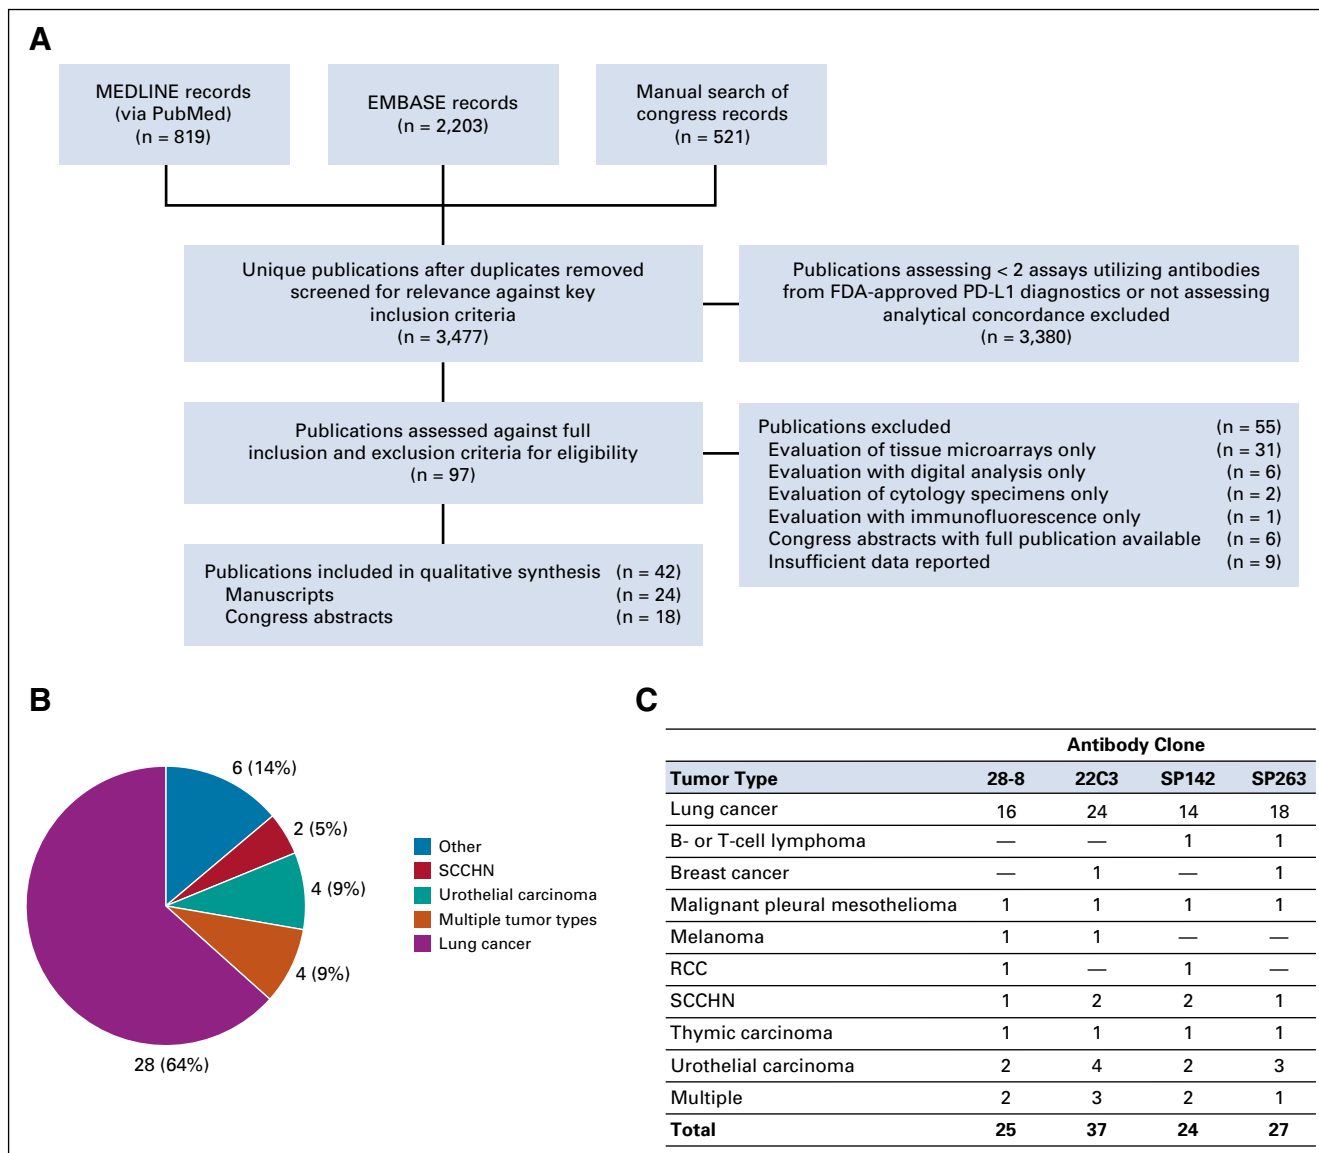 A
MEDLINE records
(via PubMed)
(n = 819)
EMBASE records
(n = 2,203)
Manual search of
congress records
(n = 521)
Unique publications after duplicates removed
screened for relevance against key
inclusion criteria
(n = 3,477)
Publications assessing < 2 assays utilizing antibodies
from FDA-approved PD-L1 diagnostics or not assessing
analytical concordance excluded
(n = 3,380)
Publications assessed against full
inclusion and exclusion criteria for eligibility
(n = 97)
Publications excluded (n = 55)
Evaluation of tissue microarrays only (n = 31)
Evaluation with digital analysis only (n = 6)
Evaluation of cytology specimens only (n = 2)
Evaluation with immunofluorescence only (n = 1)
Congress abstracts with full publication available (n = 6)
Insufficient data reported (n = 9)
Publications included in qualitative synthesis (n = 42)
Manuscripts (n = 24)
Congress abstracts (n = 18)
B
6 (14%)
2 (5%)
4 (9%)
4 (9%)
28 (64%)
Other
SCCHN
Urothelial carcinoma
Multiple tumor types
Lung cancer
C
Antibody Clone
Tumor Type 28-8 22C3 SP142 SP263
Lung cancer 16 24 14 18
B- or T-cell lymphoma — — 1 1
Breast cancer — 1 — 1
Malignant pleural mesothelioma 1 1 1 1
Melanoma 1 1 — —
RCC 1 — 1 —
SCCHN 1 2 2 1
Thymic carcinoma 1 1 1 1
Urothelial carcinoma 2 4 2 3
Multiple 2 3 2 1
Total 25 37 24 27